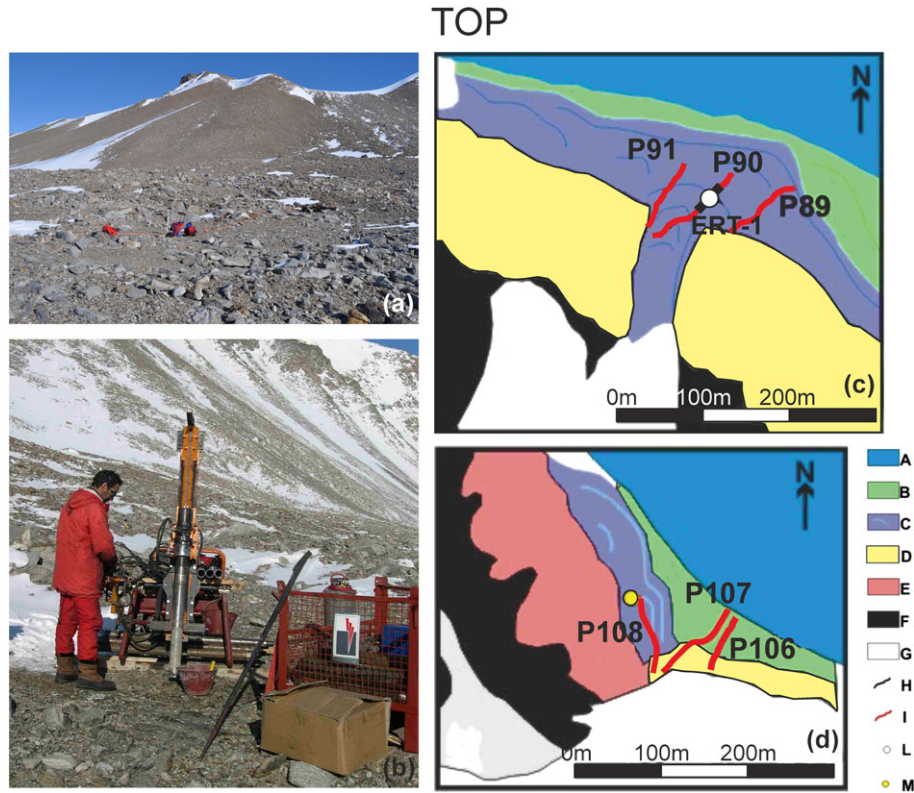 TOP
(a)
(b)
N
P91
P90
P89
ERT-1
(c)
0m 100m 200m
N
P107
P108
P106
(d)
0m 100m 200m
A
B
C
D
E
F
G
H
I
L
M